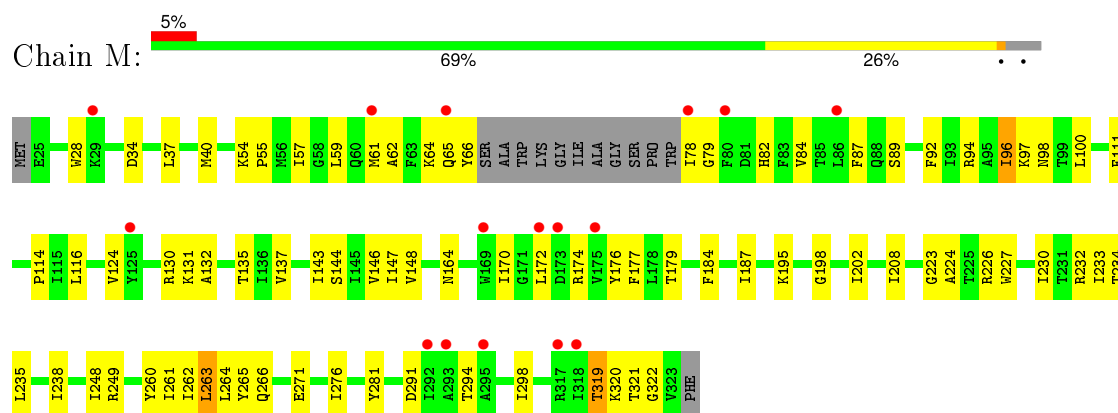 5%
Chain M:
69% 26% • •
MET E25 W28 K29 D34 L37 M40 K54 P55 M56 I57 G58 L59 Q60 M61 A62 F63 K64 Q65 Y66 SER ALA TRP LYS GLY ILE ALA GLY SER PRO TRP I78 G79 F80 D81 H82 F83 V84 T85 L86 F87 Q88 S89 F92 I93 R94 A95 I96 K97 N98 T99 L100
P114 I115 L116 V124 Y125 R130 K131 A132 T135 I136 V137 I143 S144 I145 V146 I147 V148 N164 W169 I170 G171 L172 D173 R174 V175 Y176 F177 L178 T179 F184 I187 K195 G198 I202 I208 G223 A224 T225 R226 W227 I230 T231 R232 I233 T234
L235 I238 I248 R249 Y260 I261 I262 L263 L264 Y265 Q266 E271 I276 Y281 D291 I292 A293 T294 A295 I298 R317 I318 T319 K320 T321 G322 V323 PHE